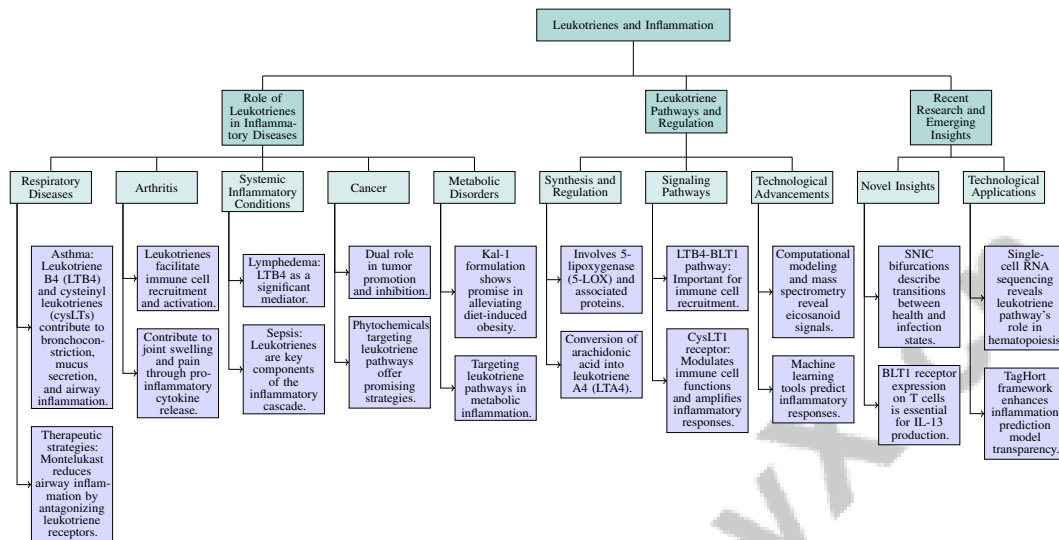 Leukotrienes and Inflammation
Role of
Leukotrienes
in Inflamma-
tory Diseases
Leukotriene
Pathways and
Regulation
Recent
Research and
Emerging
Insights
Respiratory
Diseases
Arthritis
Systemic
Inflammatory
Conditions
Cancer
Metabolic
Disorders
Synthesis and
Regulation
Signaling
Pathways
Technological
Advancements
Novel Insights
Technological
Applications
Asthma:
Leukotriene
B4 (LTB4)
and cysteinyl
leukotrienes
(cysLTs)
contribute to
bronchocon-
striction,
mucus
secretion,
and airway
inflammation.
Therapeutic
strategies:
Montelukast
reduces
airway inflam-
mation by
antagonizing
leukotriene
receptors.
Leukotrienes
facilitate
immune cell
recruitment
and activation.
Contribute to
joint swelling
and pain
through pro-
inflammatory
cytokine
release.
Lymphedema:
LTB4 as a
significant
mediator.
Sepsis:
Leukotrienes
are key
components
of the
inflammatory
cascade.
Dual role
in tumor
promotion
and inhibition.
Phytochemicals
targeting
leukotriene
pathways
offer
promising
strategies.
Kal-1
formulation
shows
promise in
alleviating
diet-induced
obesity.
Targeting
leukotriene
pathways in
metabolic
inflammation.
Involves 5-
lipoxygenase
(5-LOX) and
associated
proteins.
Conversion of
arachidonic
acid into
leukotriene
A4 (LTA4).
LTB4-BLT1
pathway:
Important for
immune cell
recruitment.
CysLT1
receptor:
Modulates
immune cell
functions
and amplifies
inflammatory
responses.
Computational
modeling
and mass
spectrometry
reveal
eicosanoid
signals.
Machine
learning
tools predict
inflammatory
responses.
SNIC
bifurcations
describe
transitions
between
health and
infection
states.
BLT1 receptor
expression
on T cells
is essential
for IL-13
production.
Single-
cell RNA
sequencing
reveals
leukotriene
pathway's
role in
hematopoiesis.
TagHort
framework
enhances
inflammation
prediction
model
transparency.